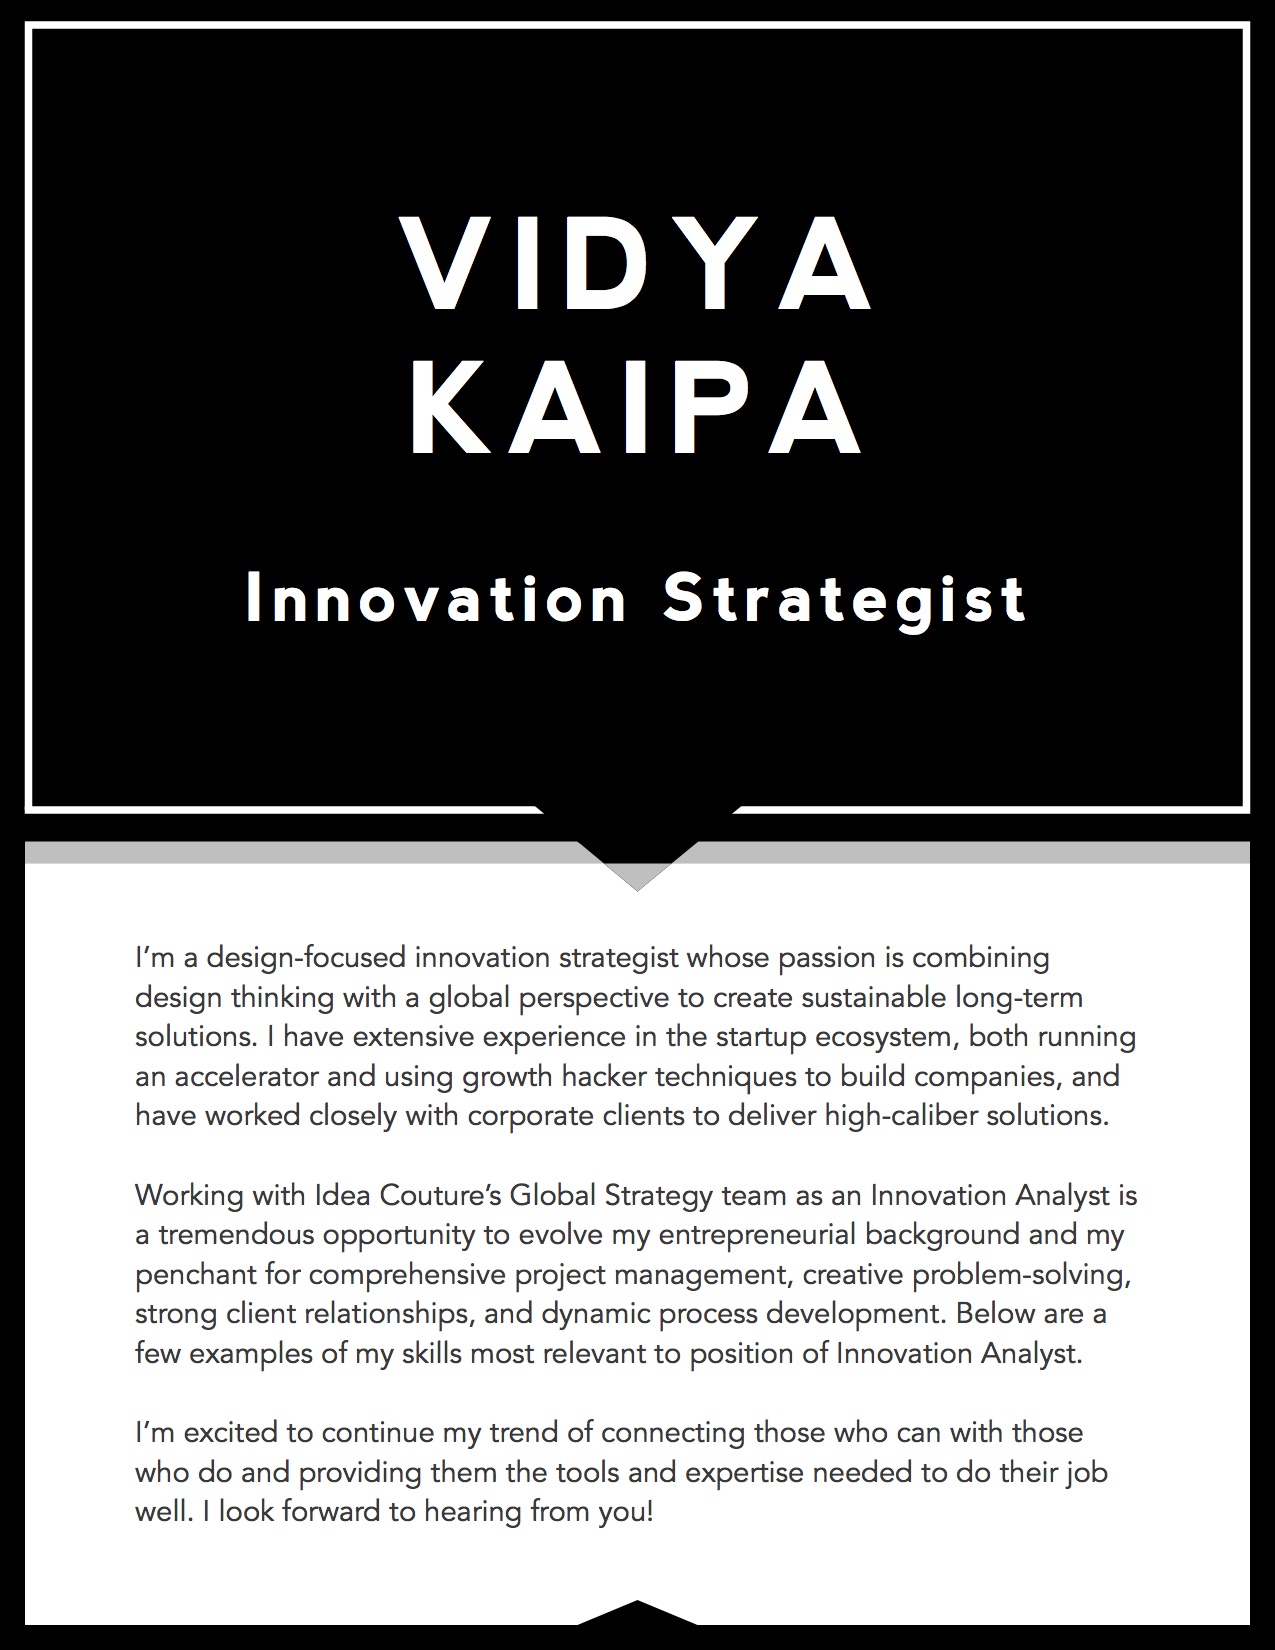 VIDYA
KAIPA
Innovation Strategist
I’m a design-focused innovation strategist whose passion is combining
design thinking with a global perspective to create sustainable long-term
solutions. I have extensive experience in the startup ecosystem, both running
an accelerator and using growth hacker techniques to build companies, and
have worked closely with corporate clients to deliver high-caliber solutions.
Working with Idea Couture’s Global Strategy team as an Innovation Analyst is
a tremendous opportunity to evolve my entrepreneurial background and my
penchant for comprehensive project management, creative problem-solving,
strong client relationships, and dynamic process development. Below are a
few examples of my skills most relevant to position of Innovation Analyst.
I’m excited to continue my trend of connecting those who can with those
who do and providing them the tools and expertise needed to do their job
well. I look forward to hearing from you!